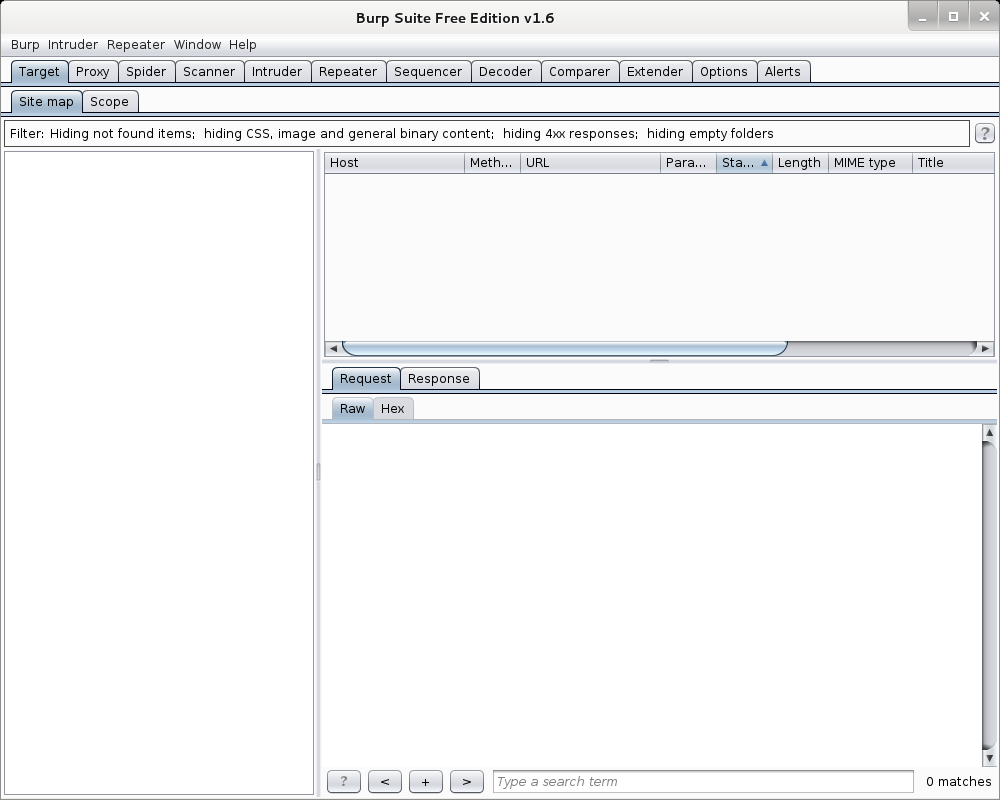 Burp Suite Free Edition v1.6
Burp Intruder Repeater Window Help
Target Proxy Spider Scanner Intruder Repeater Sequencer Decoder Comparer Extender Options Alerts
Site map Scope
Filter: Hiding not found items; hiding CSS, image and general binary content; hiding 4xx responses; hiding empty folders ?
Host Meth... URL Para... Sta... Length MIME type Title
Request Response
Raw Hex
? < + > Type a search term 0 matches